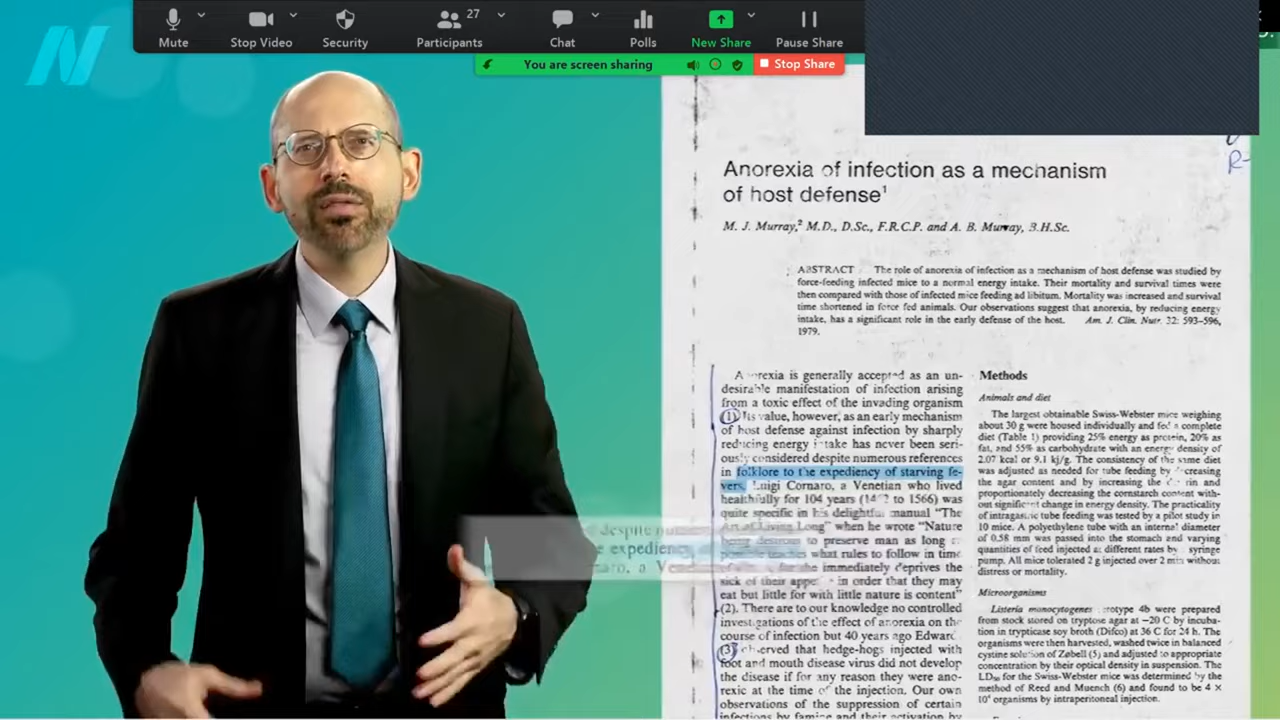 27
Mute
Stop Video
Security
Participants
Chat
Polls
New Share
Pause Share
You are screen sharing
Stop Share
N
R-
Anorexia of infection as a mechanism
of host defense¹
M. J. Murray,² M.D., D.Sc., F.R.C.P. and A. B. Murray, B.H.Sc.
ABSTRACT The role of anorexia of infection as a mechanism of host defense was studied by
force-feeding infected mice to a normal energy intake. Their mortality and survival times were
then compared with those of infected mice feeding ad libitum. Mortality was increased and survival
time shortened in force fed animals. Our observations suggest that anorexia, by reducing energy
intake, has a significant role in the early defense of the host. Am. J. Clin. Nutr. 32: 593-596,
1979.
Anorexia is generally accepted as an un-
desirable manifestation of infection arising
from a toxic effect of the invading organism
(1) Its value, however, as an early mechanism
of host defense against infection by sharply
reducing energy intake has never been seri-
ously considered despite numerous references
in folklore to the expediency of starving fe-
vers. Luigi Cornaro, a Venetian who lived
healthfully for 104 years ( to 1566) was
quite specific in his delightful manual "The
Art of Living Long" when he wrote "Nature
being desirous to preserve man as long
possible teaches what rules to follow in time
for she immediately deprives the
sick of their in order that they may
eat but little for with little nature is content"
(2). There are to our knowledge no controlled
investigations of the effect of anorexia on the
course of infection but 40 years ago Edward
(3) observed that hedge-hogs injected with
foot and mouth disease virus did not develop
the disease if for any reason they were ano-
rexic at the time of the injection. Our own
observations of the suppression of certain
infections by famine and their activation by
despite
expediency
Methods
Animals and diet
The largest obtainable Swiss-Webster mice weighing
about 30 g were housed individually and fed a complete
diet (Table 1) providing 25% energy as protein, 20% as
fat, and 55% as carbohydrate with an energy density of
2.07 kcal or 9.1 kj/g. The consistency of the same diet
was adjusted as needed for tube feeding by
the agar content and by increasing the and
proportionately decreasing the cornstarch content with-
out significant change in energy density. The practicality
of intragastric tube feeding was tested by a pilot study in
10 mice. A polyethylene tube with an internal diameter
of 0.58 mm was passed into the stomach and varying
quantities of feed injected at different rates by syringe
pump. All mice tolerated 2 g injected over 2 min without
distress or mortality.
Microorganisms
Listeria monocytogenes 4b were prepared
from stock stored on tryptose agar at −20 C by incuba-
tion in trypticase soy broth (Difco) at 36 C for 24 h. The
organisms were then harvested, washed twice in balanced
cystine solution of Zobell (5) and adjusted to appropriate
concentration by their optical density in suspension. The
LD₅₀ for the Swiss-Webster mice was determined by the
method of Reed and Muench (6) and found to be 4 ×
organisms by intraperitoneal injection.